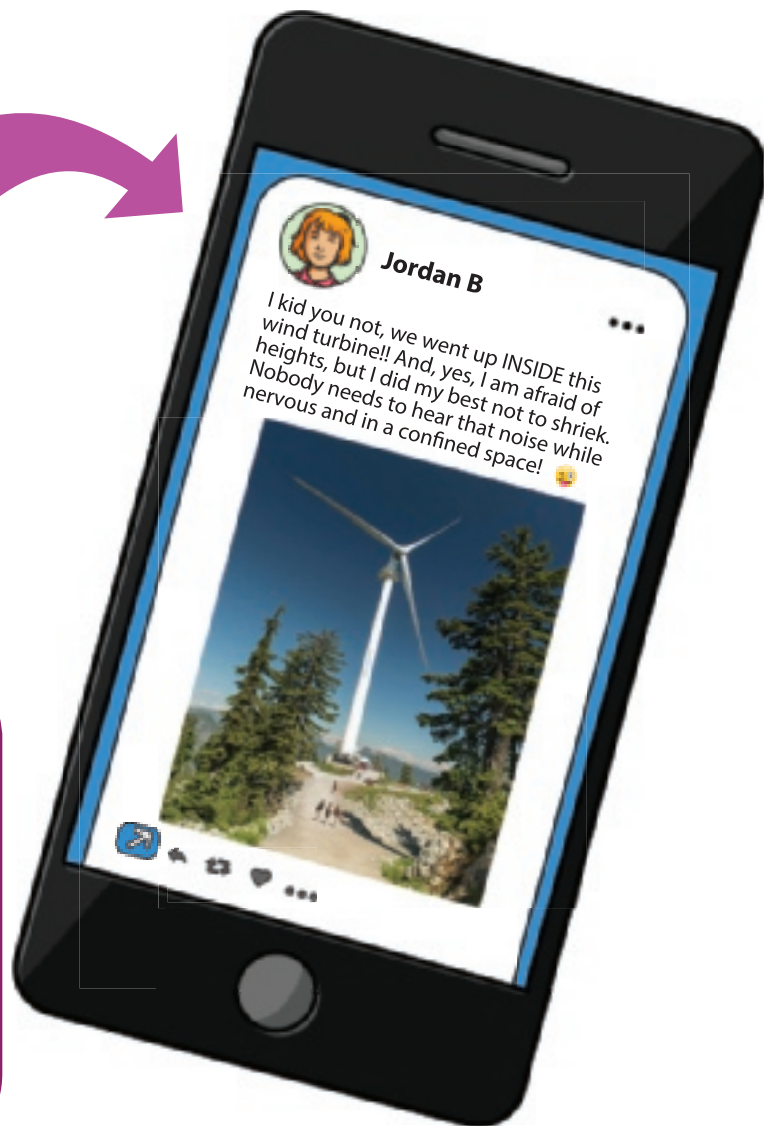 Jordan B
I kid you not, we went up INSIDE this
wind turbine!! And, yes, I am afraid of
heights, but I did my best not to shriek.
Nobody needs to hear that noise while
nervous and in a confined space!